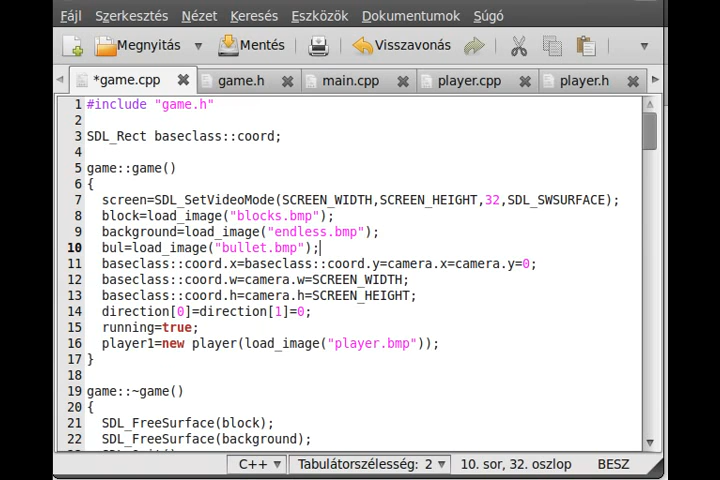 Fájl Szerkesztés Nézet Keresés Eszközök Dokumentumok Súgó
Megnyitás Mentés Visszavonás
*game.cpp game.h main.cpp player.cpp player.h
1 #include "game.h"
2
3 SDL_Rect baseclass::coord;
4
5 game::game()
6 {
7 screen=SDL_SetVideoMode(SCREEN_WIDTH,SCREEN_HEIGHT,32,SDL_SWSURFACE);
8 block=load_image("blocks.bmp");
9 background=load_image("endless.bmp");
10 bul=load_image("bullet.bmp");
11 baseclass::coord.x=baseclass::coord.y=camera.x=camera.y=0;
12 baseclass::coord.w=camera.w=SCREEN_WIDTH;
13 baseclass::coord.h=camera.h=SCREEN_HEIGHT;
14 direction[0]=direction[1]=0;
15 running=true;
16 player1=new player(load_image("player.bmp"));
17 }
18
19 game::~game()
20 {
21 SDL_FreeSurface(block);
22 SDL_FreeSurface(background);
C++ Tabulátorszélesség: 2 10. sor, 32. oszlop BESZ